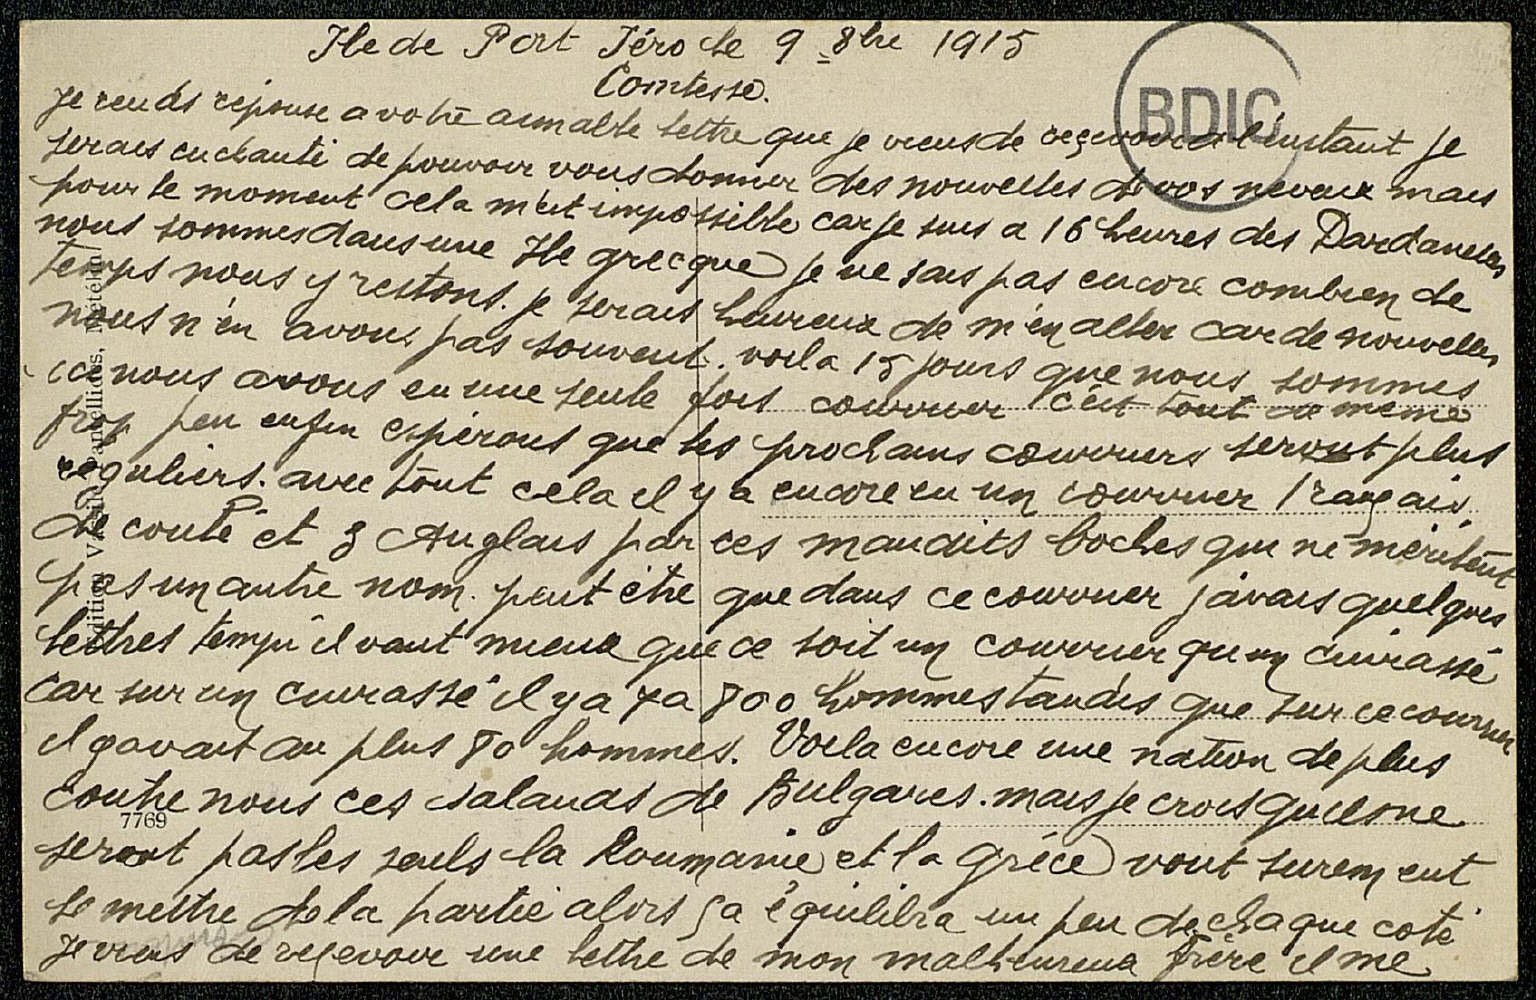 Ile de Port Iéro le 9 8bre 1915
Comtesse.
BDIC
je rends réponse a votre aimable lettre que je viens de reçevoir a l'instant je
serais enchanté de pouvoir vous donner des nouvelles de vos neveux mais
pour le moment cela m'est impossible car je suis a 16 heures des Dardanelles
nous sommes dans une Ile grecque je ne sais pas encore combien de
temps nous y restons. je serais heureux de m'en aller car de nouvelles
nous n'en avons pas souvent. voila 15 jours que nous sommes
ici nous avons eu une seule fois courrier c'est tout de même
trop peu enfin espérons que les prochains courriers seront plus
reguliers. avec tout cela il y a encore eu un courrier Français
de coulé et 3 Anglais par ces maudits boches qui ne méritent
pas un autre nom. peut être que dans ce courrier j'avais quelques
lettres tempi il vaut mieux que ce soit un courrier qu'un cuirassé
car sur un cuirassé il y a 7 a 800 hommes tandis que sur ce courrier
il y avait au plus 80 hommes. Voila encore une nation de plus
contre nous ces salauds de Bulgares. mais je crois qu'ils ne
7769
seront pas les seuls la Roumanie et la Gréce vont surement
se mettre de la partie alors ça équilibra un peu de chaque coté
Je viens de reçevoir une lettre de mon malheureux frère il me